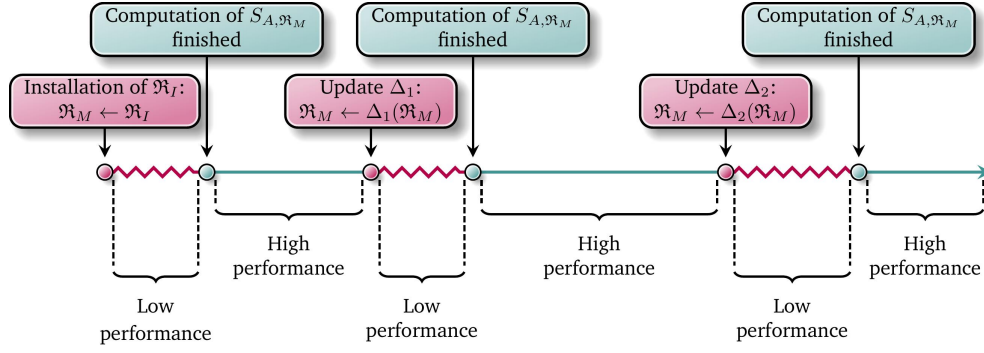 Computation of $S_{A,\mathfrak{R}_M}$
finished
Computation of $S_{A,\mathfrak{R}_M}$
finished
Computation of $S_{A,\mathfrak{R}_M}$
finished
Installation of $\mathfrak{R}_I$:
$\mathfrak{R}_M \leftarrow \mathfrak{R}_I$
Update $\Delta_1$:
$\mathfrak{R}_M \leftarrow \Delta_1(\mathfrak{R}_M)$
Update $\Delta_2$:
$\mathfrak{R}_M \leftarrow \Delta_2(\mathfrak{R}_M)$
High
performance
High
performance
High
performance
Low
performance
Low
performance
Low
performance